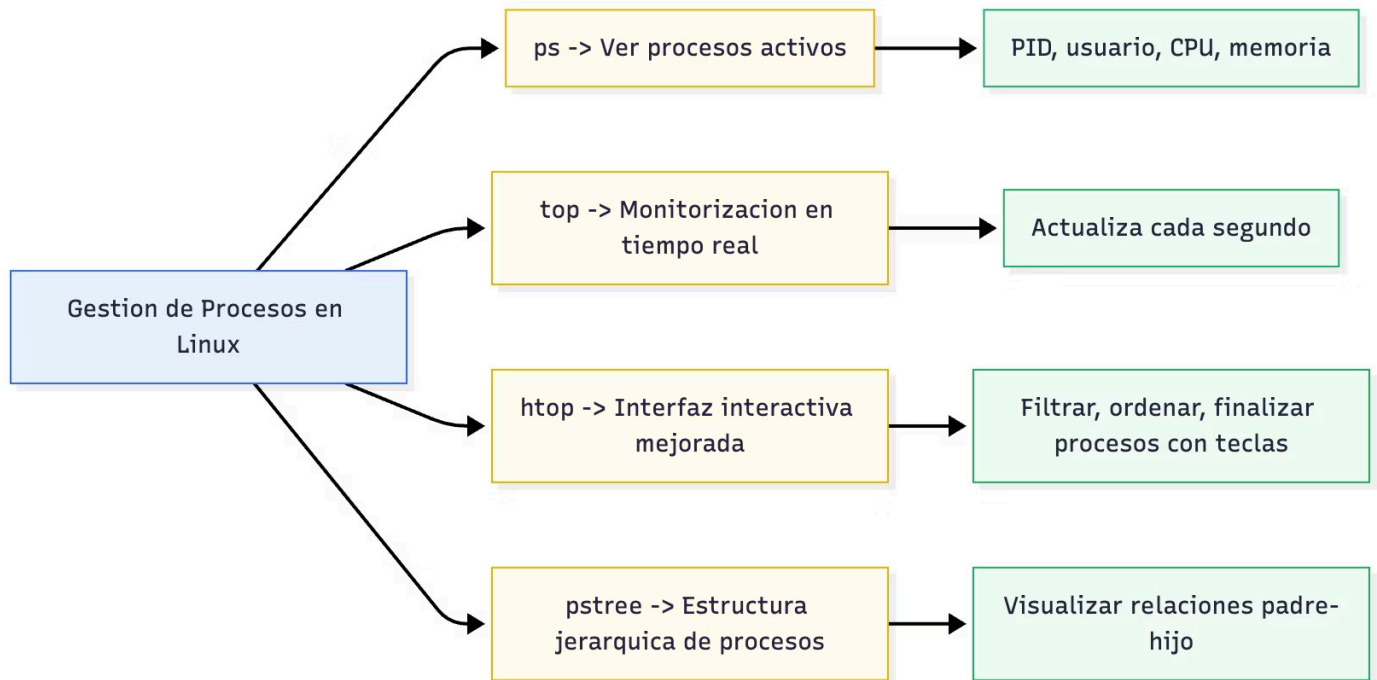 ps -> Ver procesos activos
PID, usuario, CPU, memoria
top -> Monitorizacion en
tiempo real
Actualiza cada segundo
Gestion de Procesos en
Linux
htop -> Interfaz interactiva
mejorada
Filtrar, ordenar, finalizar
procesos con teclas
pstree -> Estructura
jerarquica de procesos
Visualizar relaciones padre-
hijo